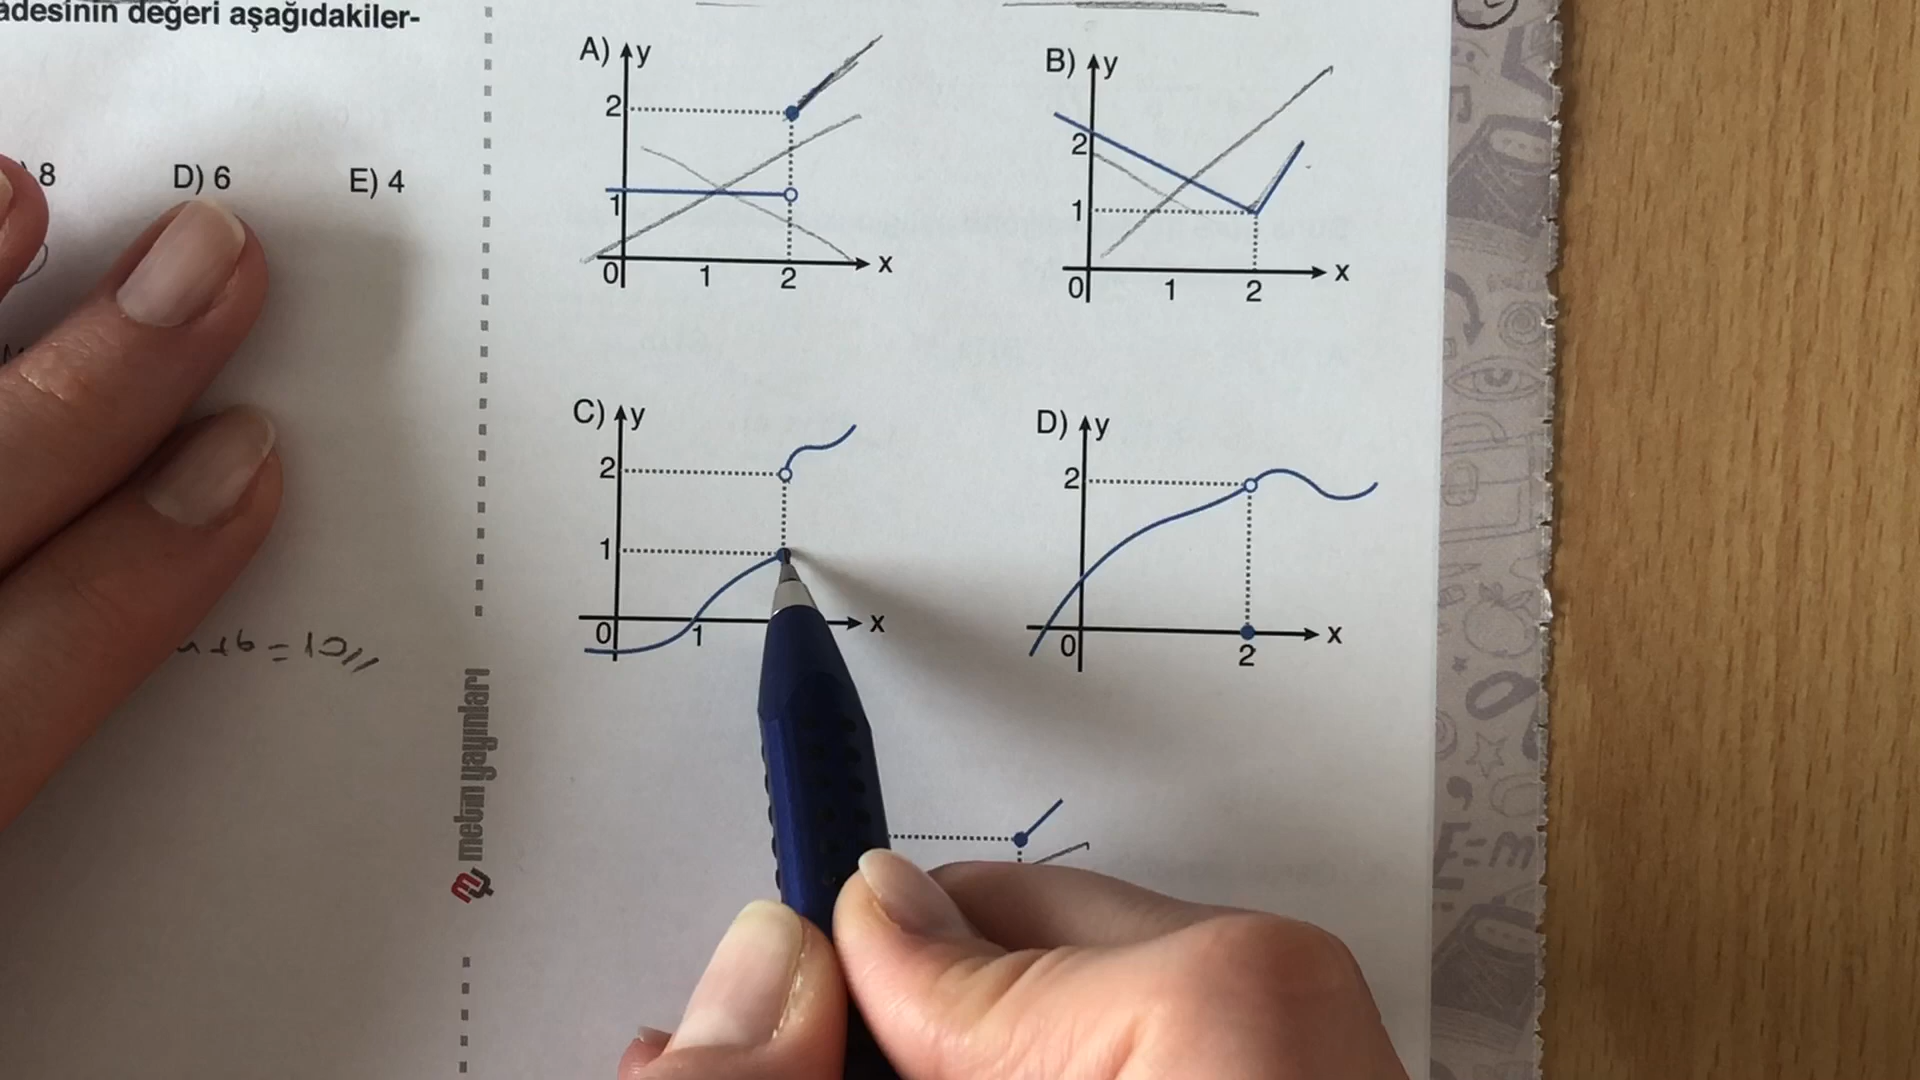 adesinin değeri aşağıdakiler-
8
D) 6
E) 4
metin yayınları
A) y
2
1
0 1 2 x
B) y
2
1
0 1 2 x
C) y
2
1
0 1 x
D) y
2
0 2 x